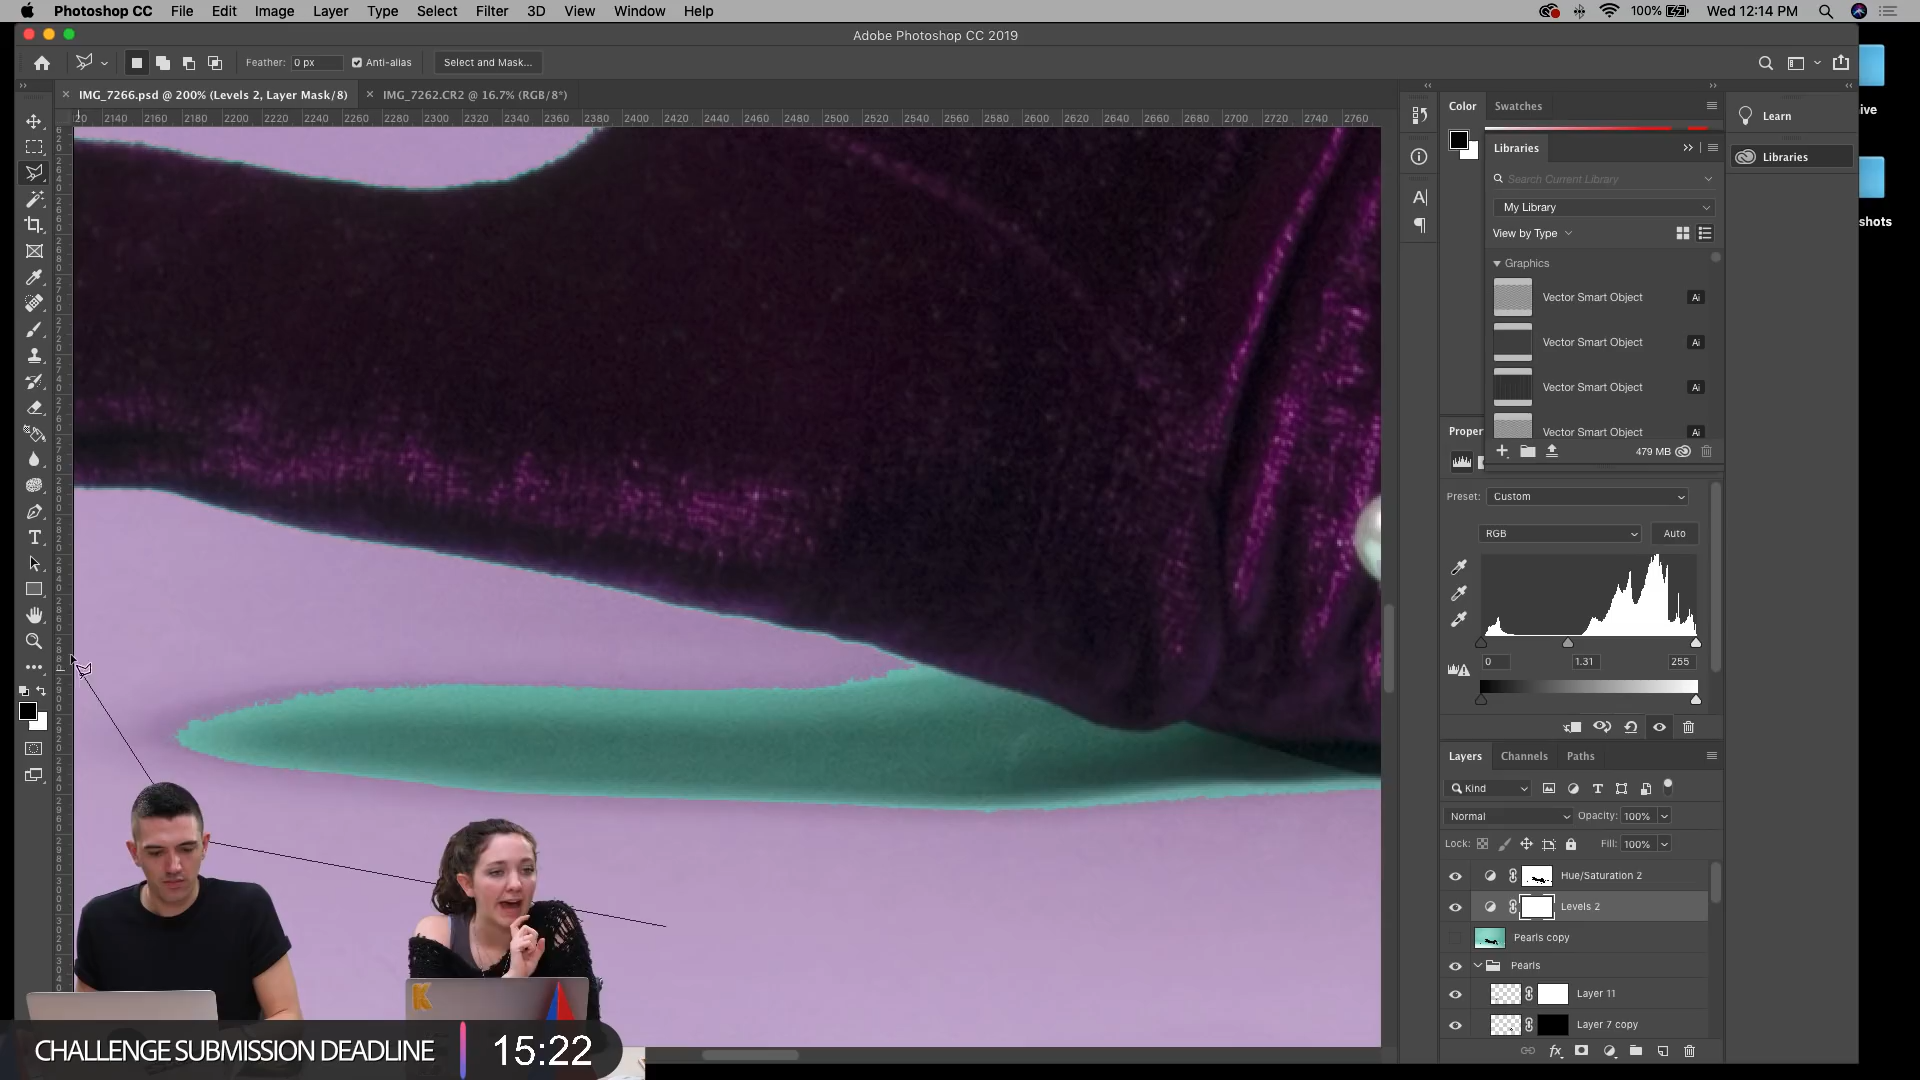 Photoshop CC File Edit Image Layer Type Select Filter 3D View Window Help
100% Wed 12:14 PM
Adobe Photoshop CC 2019
Feather: 0 px Anti-alias Select and Mask...
IMG_7266.psd @ 200% (Levels 2, Layer Mask/8)
IMG_7262.CR2 @ 16.7% (RGB/8*)
2140 2160 2180 2200 2220 2240 2260 2280 2300 2320 2340 2360 2380 2400 2420 2440 2460 2480 2500 2520 2540 2560 2580 2600 2620 2640 2660 2680 2700 2720 2740 2760
Color Swatches
Learn
Libraries
Libraries
Search Current Library
My Library
View by Type
Graphics
Vector Smart Object Ai
Vector Smart Object Ai
Vector Smart Object Ai
Vector Smart Object Ai
479 MB
Proper
Preset: Custom
RGB Auto
0 1.31 255
Layers Channels Paths
Kind
Normal Opacity: 100%
Lock: Fill: 100%
Hue/Saturation 2
Levels 2
Pearls copy
Pearls
Layer 11
Layer 7 copy
fx
ive
shots
K
CHALLENGE SUBMISSION DEADLINE 15:22